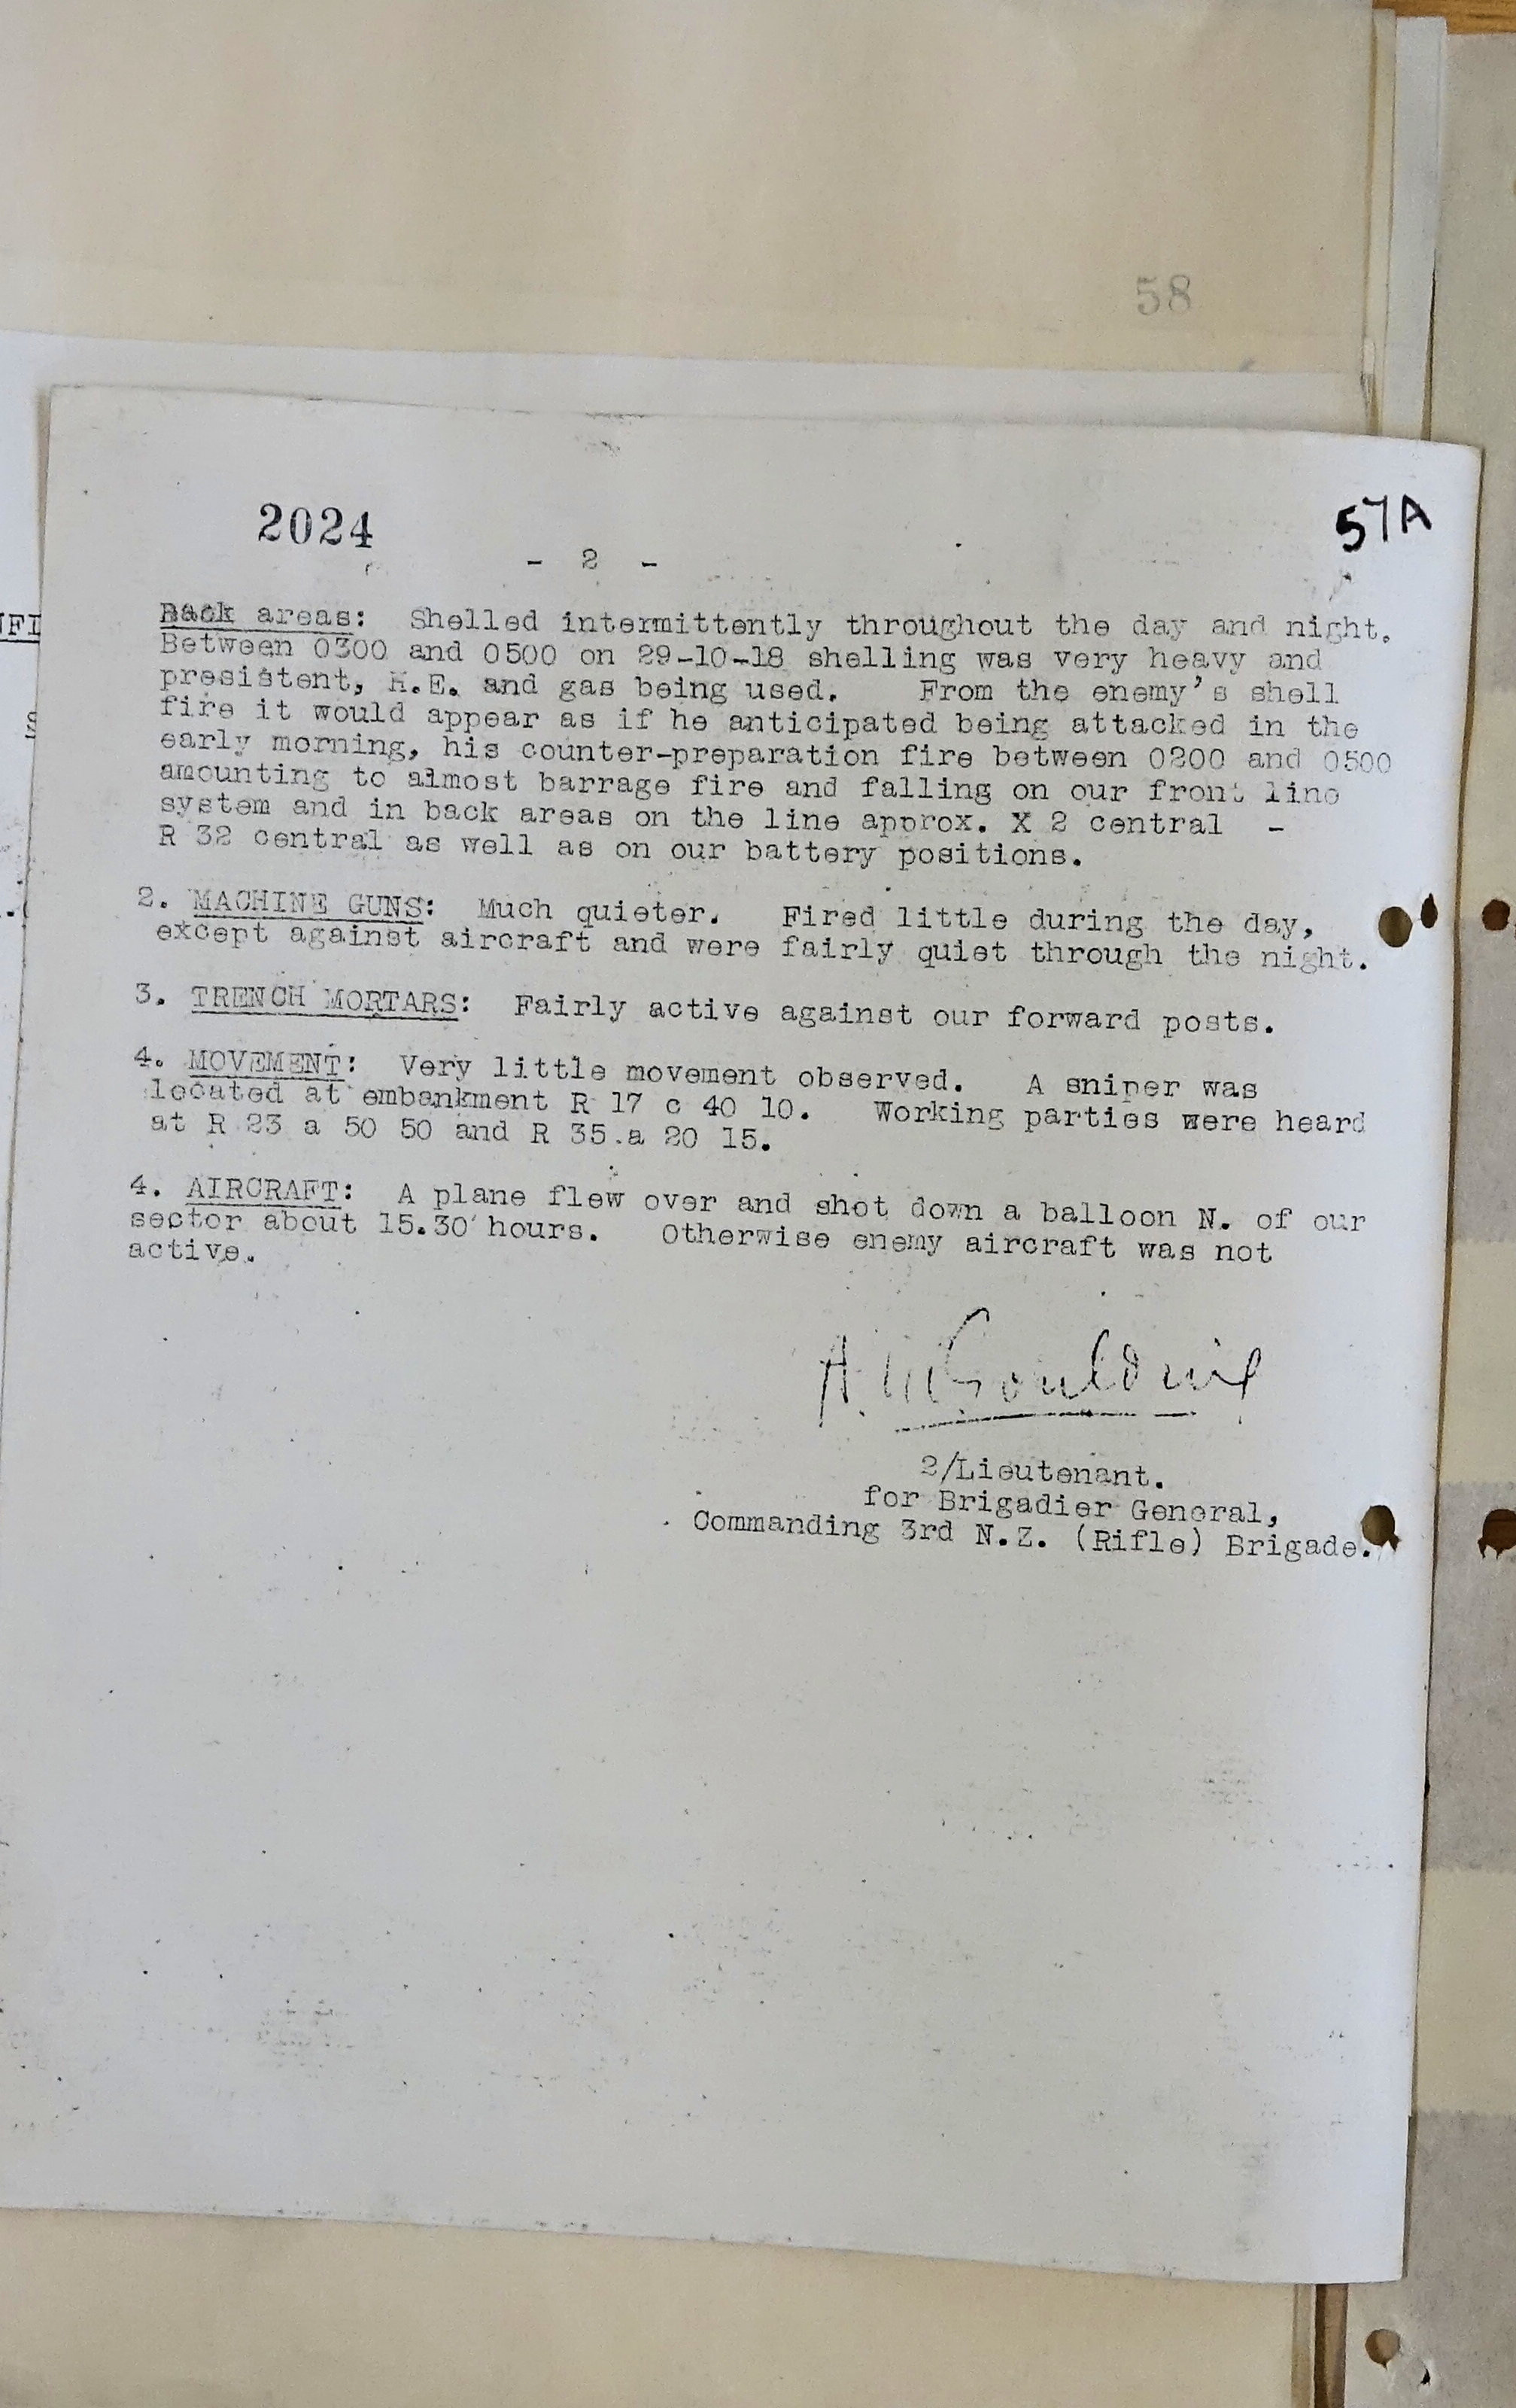 58
2024
57A
- 2 -
Back areas: Shelled intermittently throughout the day and night.
Between 0300 and 0500 on 29-10-18 shelling was very heavy and
presistent, H.E. and gas being used. From the enemy's shell
fire it would appear as if he anticipated being attacked in the
early morning, his counter-preparation fire between 0200 and 0500
amounting to almost barrage fire and falling on our front line
system and in back areas on the line approx. X 2 central -
R 32 central as well as on our battery positions.
2. MACHINE GUNS: Much quieter. Fired little during the day,
except against aircraft and were fairly quiet through the night.
3. TRENCH MORTARS: Fairly active against our forward posts.
4. MOVEMENT: Very little movement observed. A sniper was
located at embankment R 17 c 40 10. Working parties were heard
at R 23 a 50 50 and R 35.a 20 15.
4. AIRCRAFT: A plane flew over and shot down a balloon N. of our
sector about 15.30 hours. Otherwise enemy aircraft was not
active.
2/Lieutenant.
for Brigadier General,
Commanding 3rd N.Z. (Rifle) Brigade.